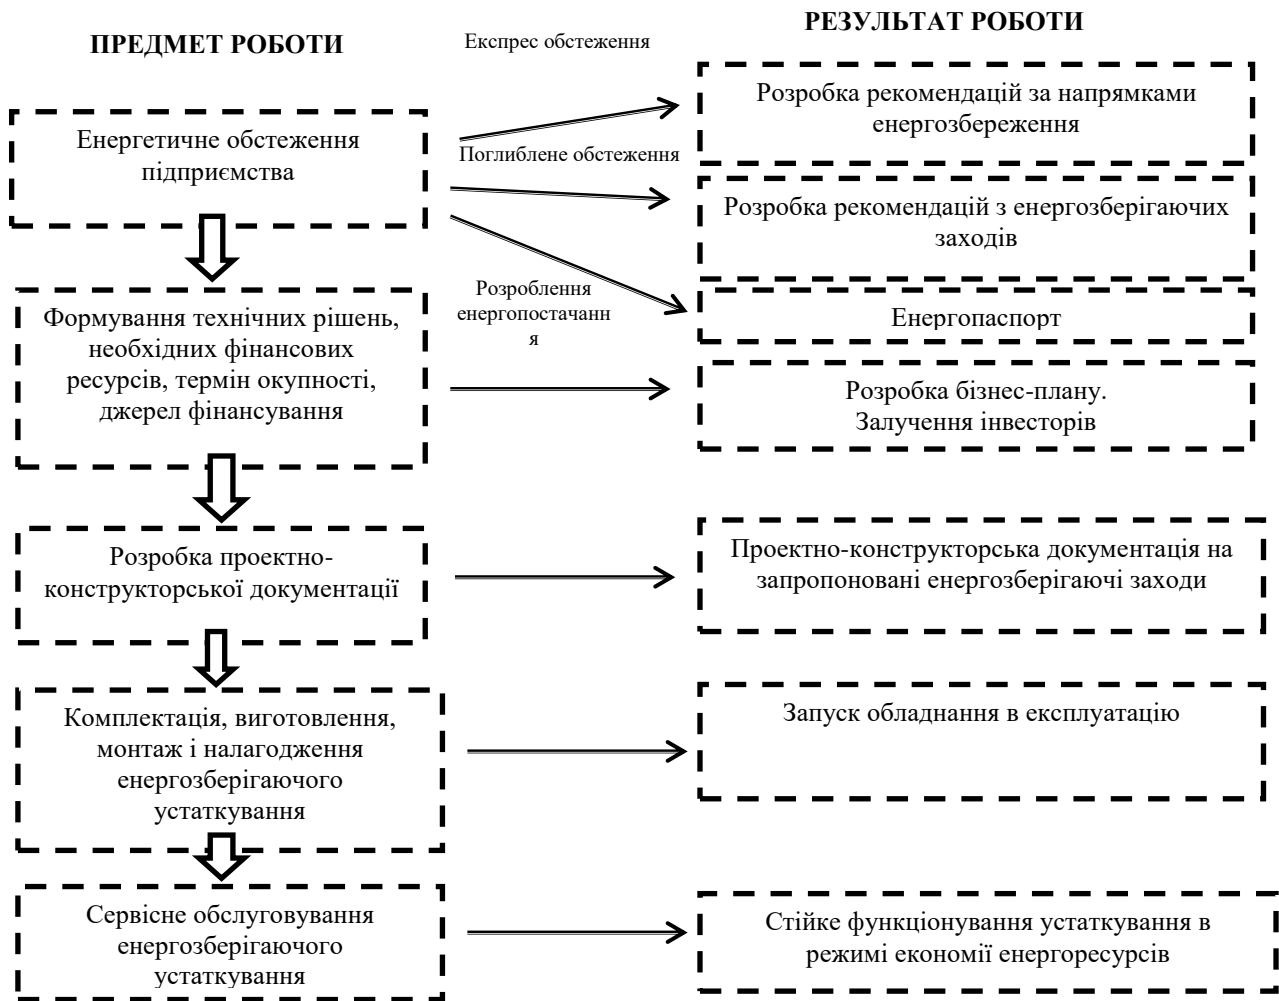 ПРЕДМЕТ РОБОТИ
Експрес обстеження
РЕЗУЛЬТАТ РОБОТИ
Енергетичне обстеження
підприємства
Розробка рекомендацій за напрямками
енергозбереження
Поглиблене обстеження
Розробка рекомендацій з енергозберігаючих
заходів
Розроблення
енергопостачанн
я
Енергопаспорт
Формування технічних рішень,
необхідних фінансових
ресурсів, термін окупності,
джерел фінансування
Розробка бізнес-плану.
Залучення інвесторів
Розробка проектно-
конструкторської документації
Проектно-конструкторська документація на
запропоновані енергозберігаючі заходи
Комплектація, виготовлення,
монтаж і налагодження
енергозберігаючого
устаткування
Запуск обладнання в експлуатацію
Сервісне обслуговування
енергозберігаючого
устаткування
Стійке функціонування устаткування в
режимі економії енергоресурсів